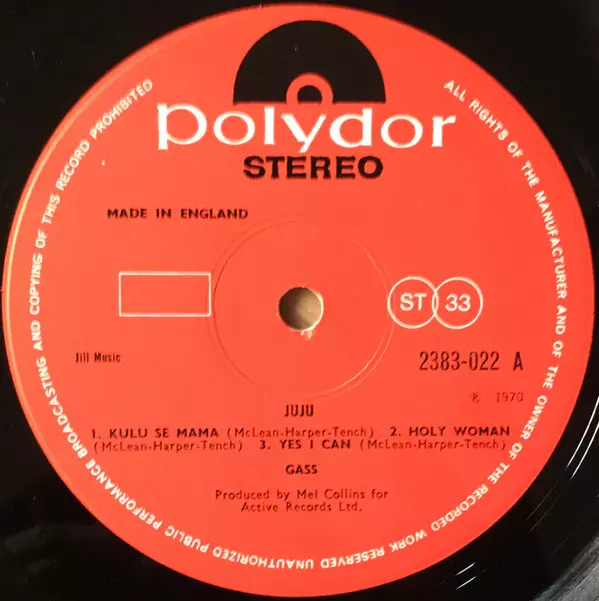 polydor
STEREO
MADE IN ENGLAND
ST 33
Jill Music
2383-022 A
℗ 1970
JUJU
1. KULU SE MAMA (McLean-Harper-Tench) 2. HOLY WOMAN
(McLean-Harper-Tench) 3. YES I CAN (McLean-Harper-Tench)
GASS
Produced by Mel Collins for
Active Records Ltd.
ALL RIGHTS OF THE MANUFACTURER AND OF THE OWNER OF THE RECORDED WORK RESERVED UNAUTHORIZED PUBLIC PERFORMANCE BROADCASTING AND COPYING OF THIS RECORD PROHIBITED